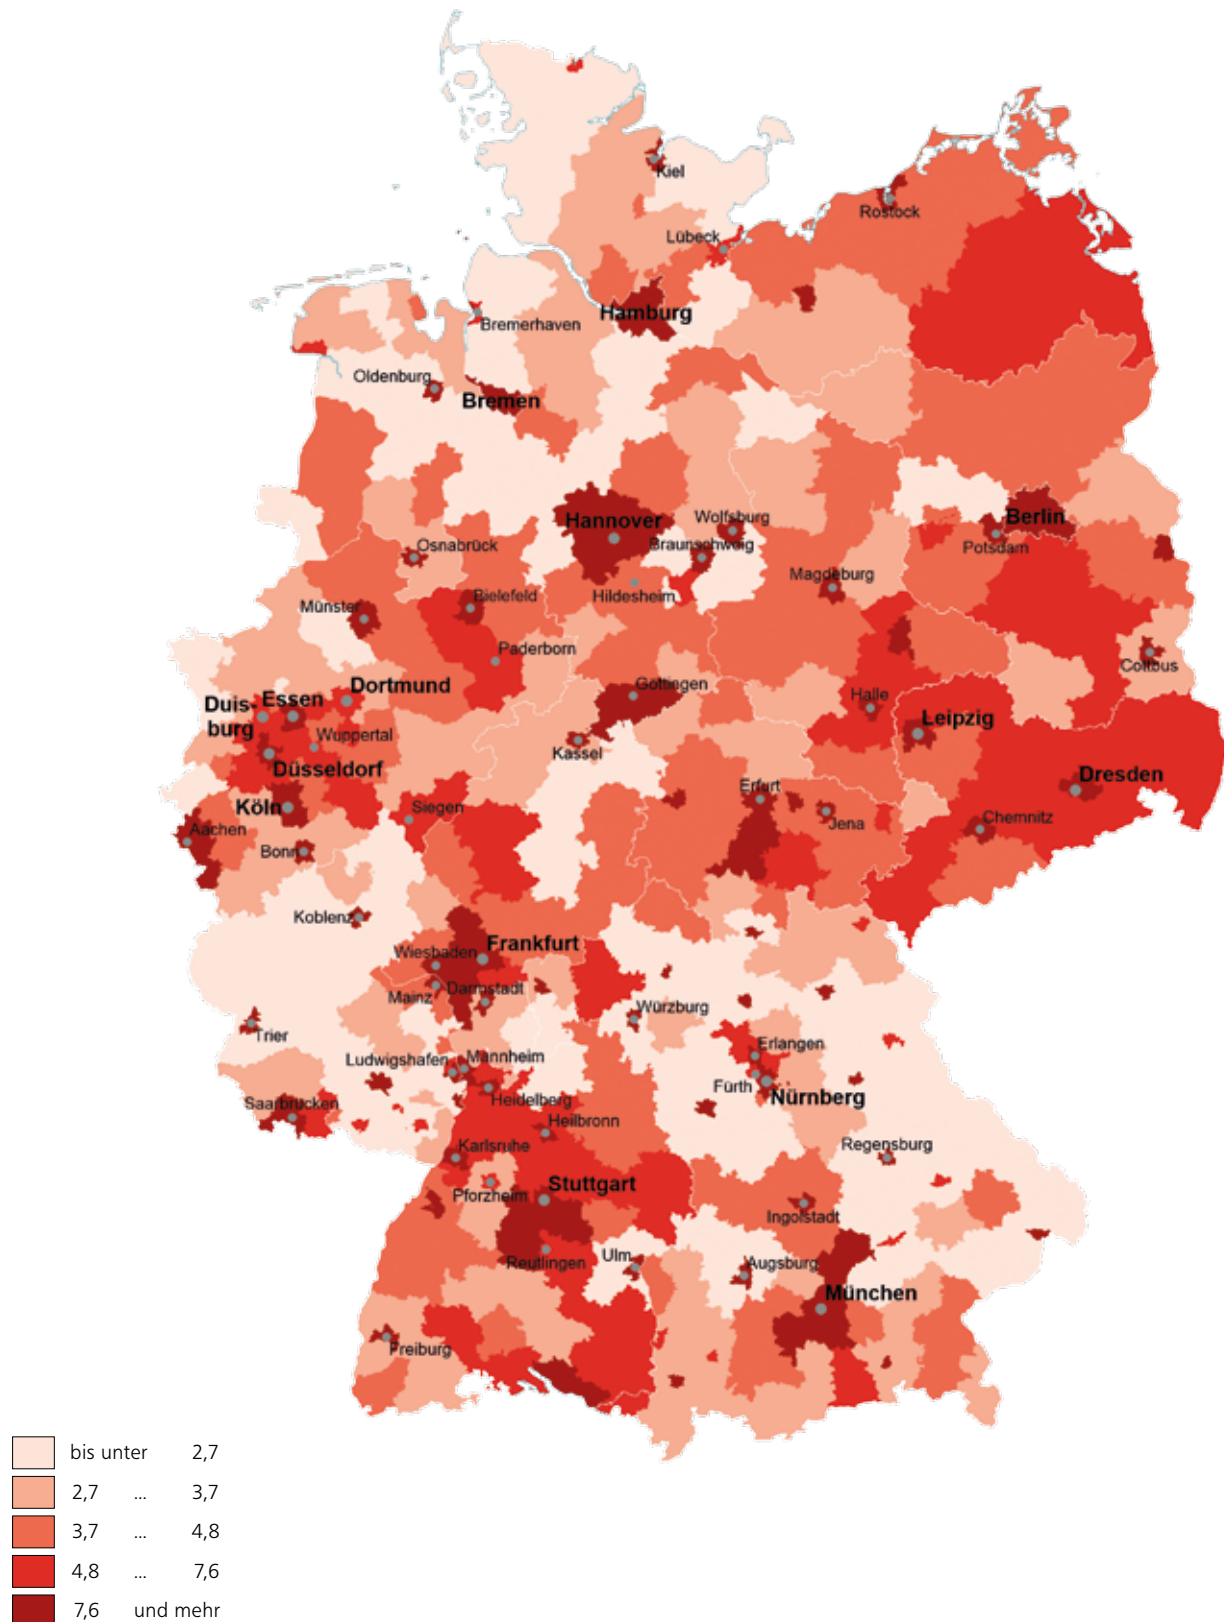 Kiel
Rostock
Lübeck
Hamburg
Bremerhaven
Oldenburg
Bremen
Hannover
Wolfsburg
Berlin
Braunschweig
Potsdam
Osnabrück
Magdeburg
Hildesheim
Bielefeld
Münster
Paderborn
Cottbus
Dortmund
Göttingen
Essen
Duis-
burg
Halle
Leipzig
Wuppertal
Kassel
Düsseldorf
Dresden
Erfurt
Köln
Siegen
Jena
Chemnitz
Aachen
Bonn
Koblenz
Frankfurt
Wiesbaden
Mainz
Darmstadt
Würzburg
Trier
Erlangen
Ludwigshafen
Mannheim
Fürth
Nürnberg
Heidelberg
Saarbrücken
Heilbronn
Karlsruhe
Regensburg
Pforzheim
Stuttgart
Ingolstadt
Reutlingen
Ulm
Augsburg
München
Freiburg
bis unter 2,7
2,7 ... 3,7
3,7 ... 4,8
4,8 ... 7,6
7,6 und mehr